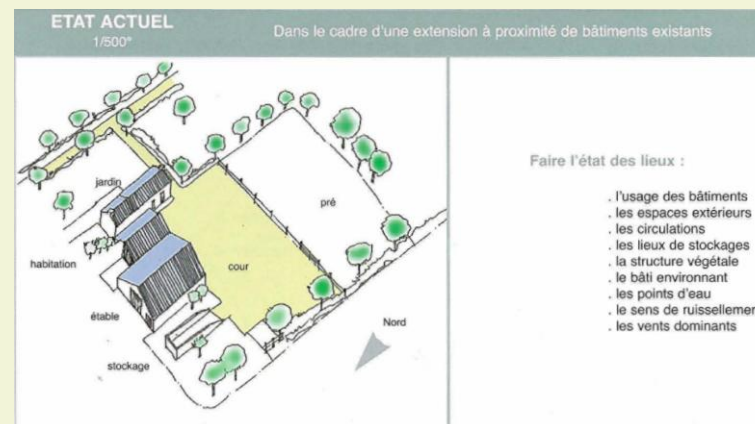 ETAT ACTUEL
1/500°
Dans le cadre d'une extension à proximité de bâtiments existants
jardin
pré
habitation
cour
étable
stockage
Nord
Faire l'état des lieux :
. l'usage des bâtiments
. les espaces extérieurs
. les circulations
. les lieux de stockages
. la structure végétale
. le bâti environnant
. les points d'eau
. le sens de ruissellemen
. les vents dominants